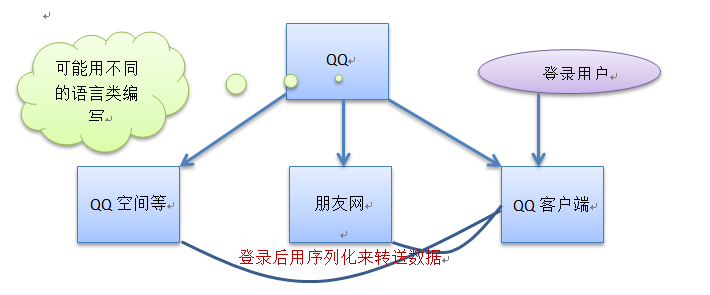 QQ
可能用不同
的语言类编
写
登录用户
QQ 空间等
朋友网
QQ 客户端
登录后用序列化来转送数据